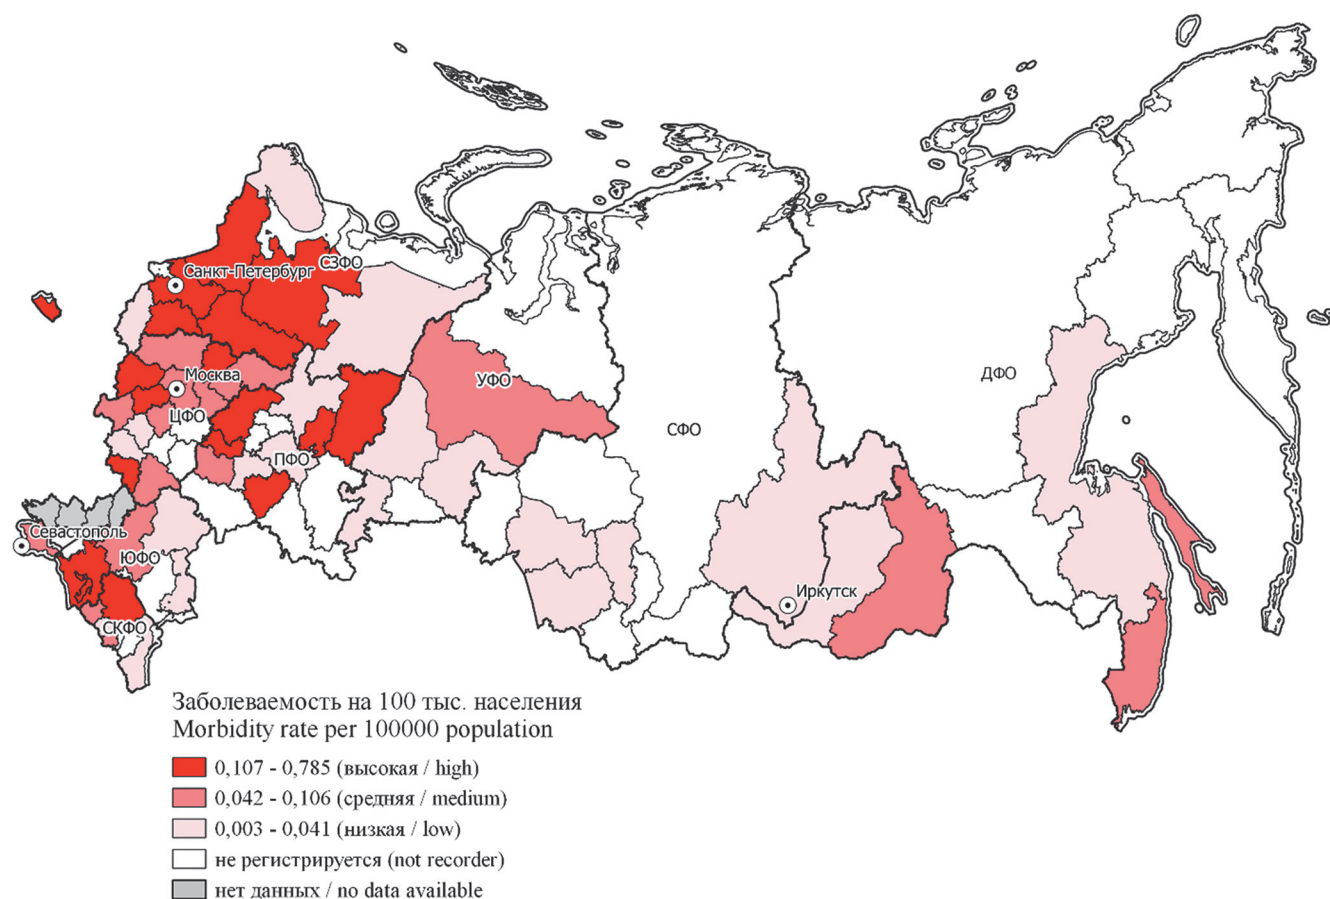 СЗФО
Санкт-Петербург
Москва
УФО
ДФО
ЦФО
СФО
ПФО
Севастополь
ЮФО
Иркутск
СКФО
Заболеваемость на 100 тыс. населения
Morbidity rate per 100000 population
0,107 - 0,785 (высокая / high)
0,042 - 0,106 (средняя / medium)
0,003 - 0,041 (низкая / low)
не регистрируется (not recorder)
нет данных / no data available